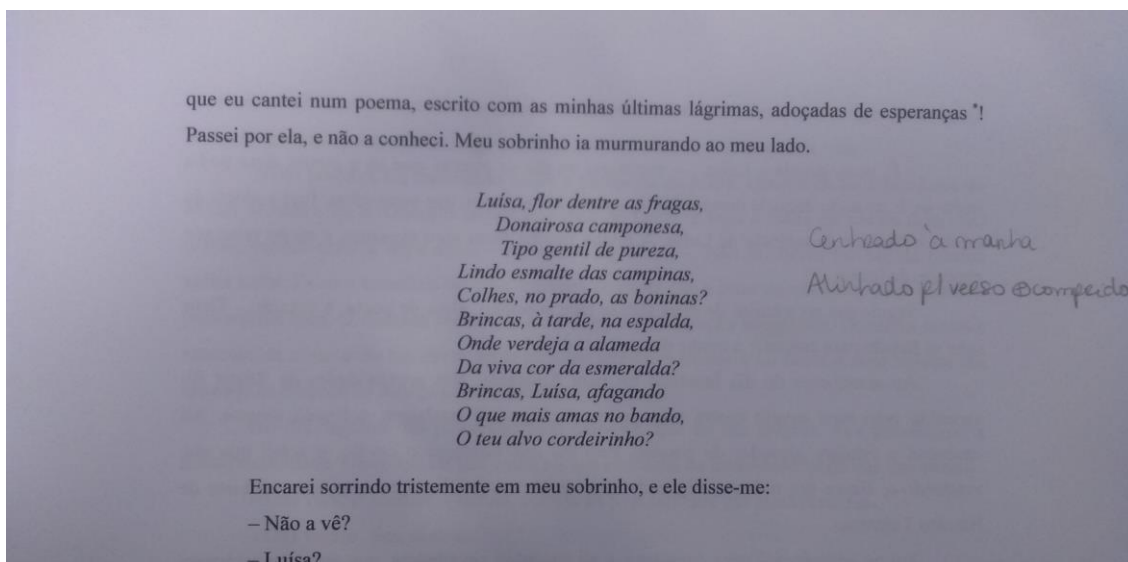 que eu cantei num poema, escrito com as minhas últimas lágrimas, adoçadas de esperanças *!
Passei por ela, e não a conheci. Meu sobrinho ia murmurando ao meu lado.
Luísa, flor dentre as fragas,
Donairosa camponesa,
Tipo gentil de pureza,
Lindo esmalte das campinas,
Colhes, no prado, as boninas?
Brincas, à tarde, na espalda,
Onde verdeja a alameda
Da viva cor da esmeralda?
Brincas, Luísa, afagando
O que mais amas no bando,
O teu alvo cordeirinho?
Centrado à mancha
Alinhado pl verso + comprido
Encarei sorrindo tristemente em meu sobrinho, e ele disse-me:
– Não a vê?
– Luísa?